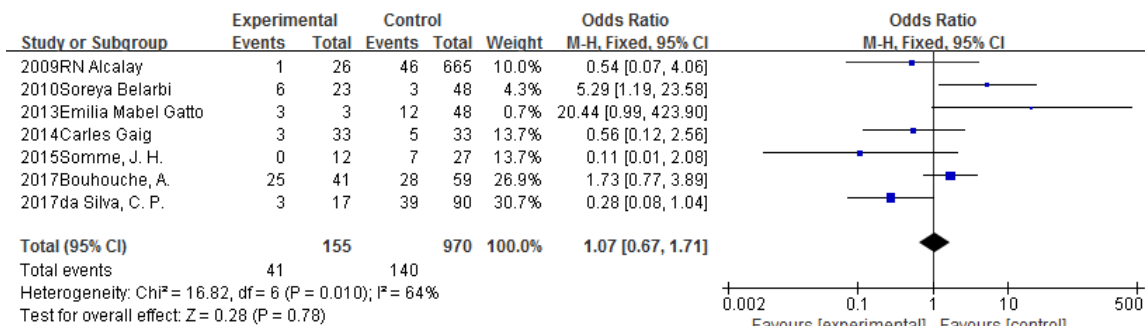 Experimental Control Odds Ratio Odds Ratio
Study or Subgroup Events Total Events Total Weight M-H, Fixed, 95% CI M-H, Fixed, 95% CI
2009RN Alcalay 1 26 46 665 10.0% 0.54 [0.07, 4.06]
2010Soreya Belarbi 6 23 3 48 4.3% 5.29 [1.19, 23.58]
2013Emilia Mabel Gatto 3 3 12 48 0.7% 20.44 [0.99, 423.90]
2014Carles Gaig 3 33 5 33 13.7% 0.56 [0.12, 2.56]
2015Somme, J. H. 0 12 7 27 13.7% 0.11 [0.01, 2.08]
2017Bouhouche, A. 25 41 28 59 26.9% 1.73 [0.77, 3.89]
2017da Silva, C. P. 3 17 39 90 30.7% 0.28 [0.08, 1.04]
Total (95% CI) 155 970 100.0% 1.07 [0.67, 1.71]
Total events 41 140
Heterogeneity: Chi² = 16.82, df = 6 (P = 0.010); I² = 64%
Test for overall effect: Z = 0.28 (P = 0.78)
0.002 0.1 1 10 500
Favours [experimental] Favours [control]